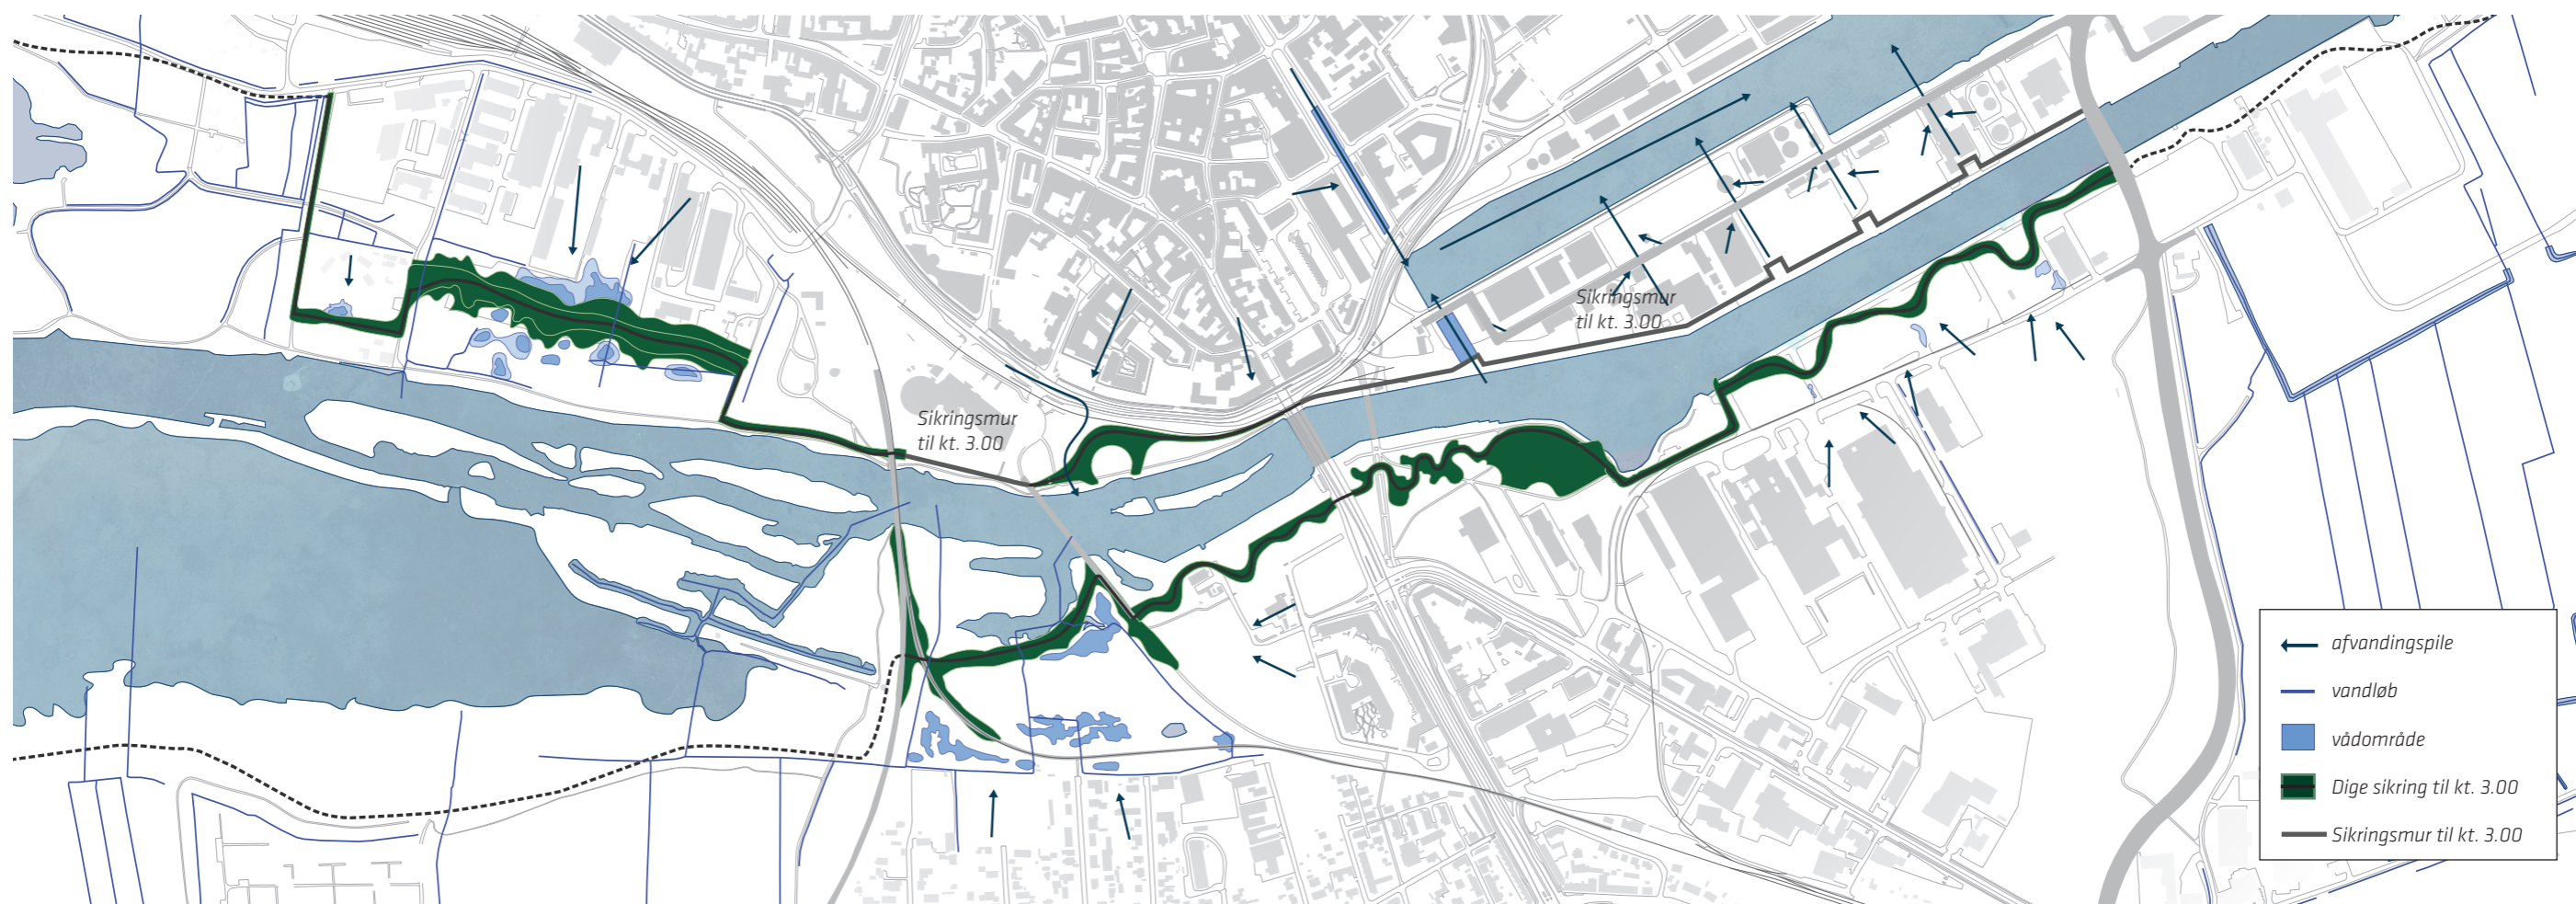 Sikringsmur
til kt. 3.00
Sikringsmur
til kt. 3.00
afvandingspile
vandløb
vådområde
Dige sikring til kt. 3.00
Sikringsmur til kt. 3.00